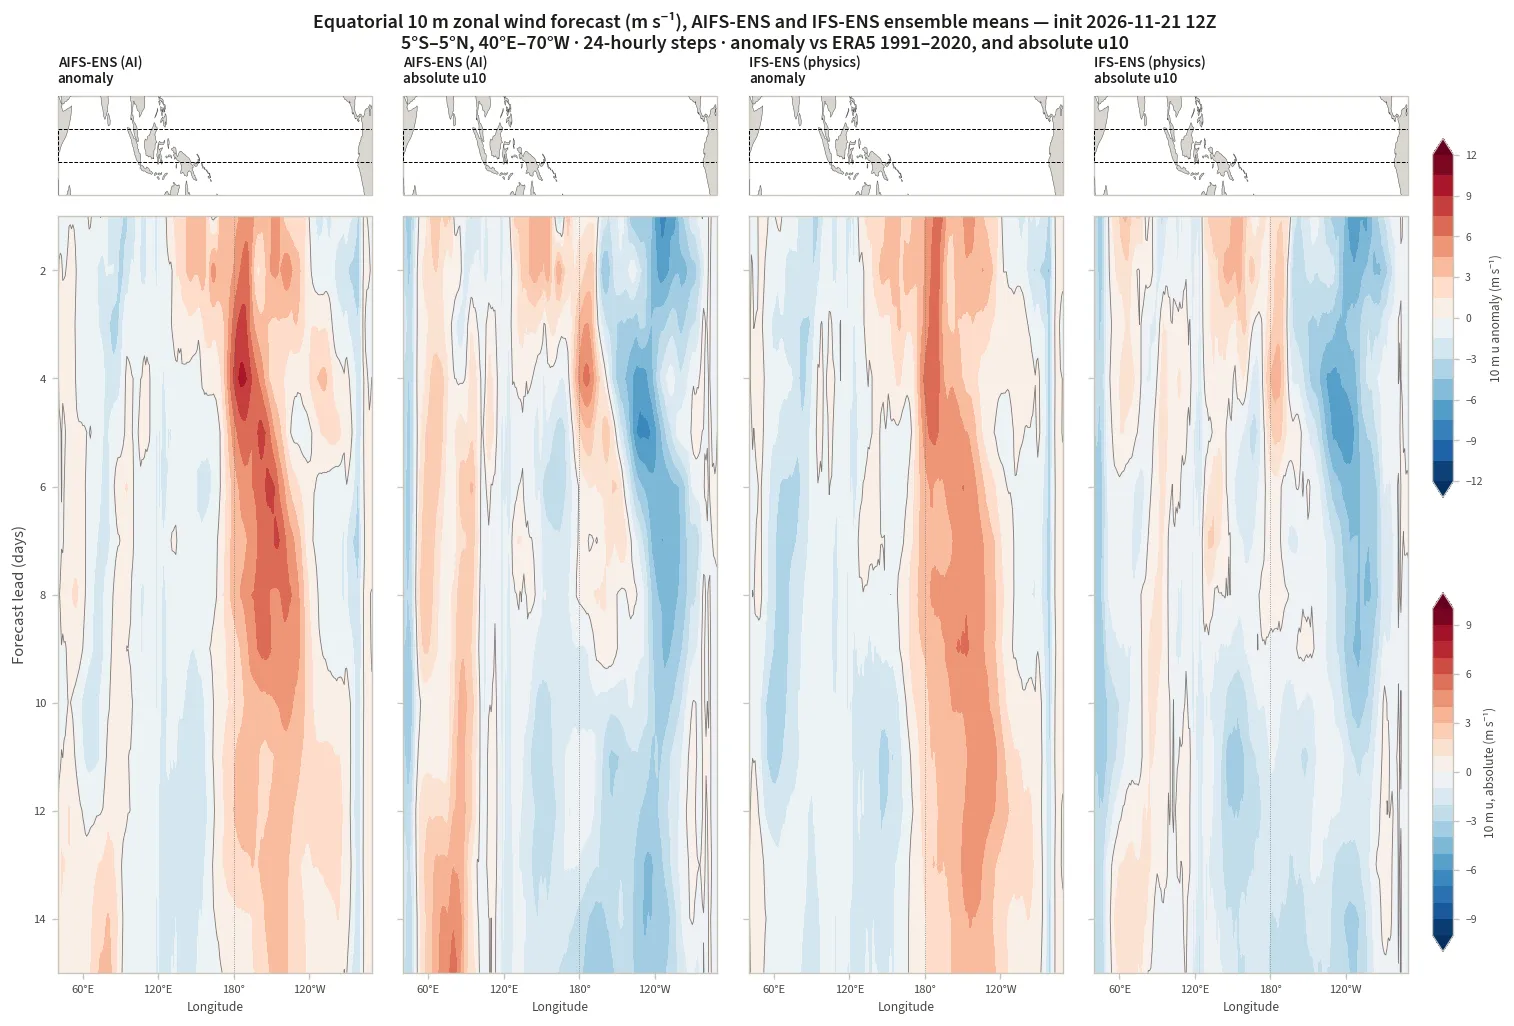 Equatorial 10 m zonal wind forecast (m s⁻¹), AIFS-ENS and IFS-ENS ensemble means — init 2026-11-21 12Z
5°S–5°N, 40°E–70°W · 24-hourly steps · anomaly vs ERA5 1991–2020, and absolute u10
AIFS-ENS (AI)
anomaly
AIFS-ENS (AI)
absolute u10
IFS-ENS (physics)
anomaly
IFS-ENS (physics)
absolute u10
Forecast lead (days)
2
4
6
8
10
12
14
60°E
120°E
180°
120°W
Longitude
60°E
120°E
180°
120°W
Longitude
60°E
120°E
180°
120°W
Longitude
60°E
120°E
180°
120°W
Longitude
12
9
6
3
0
−3
−6
−9
−12
10 m u anomaly (m s⁻¹)
9
6
3
0
−3
−6
−9
10 m u, absolute (m s⁻¹)